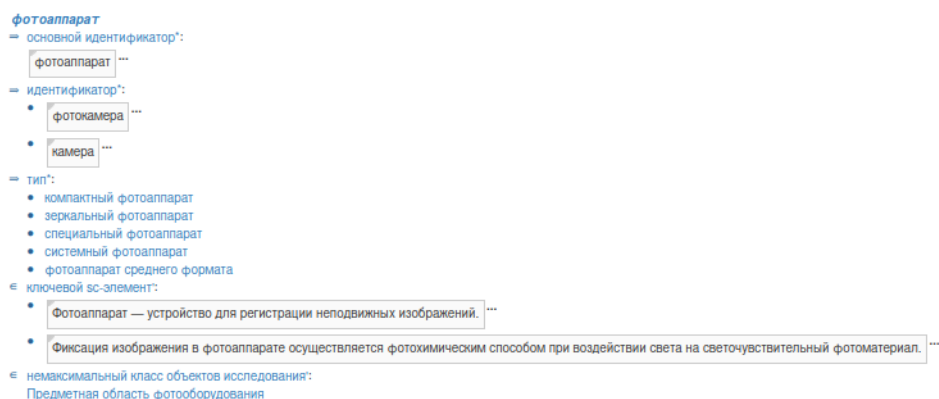 фотоаппарат
⇒ основной идентификатор*:
фотоаппарат ...
⇒ идентификатор*:
• фотокамера ...
• камера ...
⇒ тип*:
• компактный фотоаппарат
• зеркальный фотоаппарат
• специальный фотоаппарат
• системный фотоаппарат
• фотоаппарат среднего формата
∈ ключевой sc-элемент':
• Фотоаппарат — устройство для регистрации неподвижных изображений. ...
• Фиксация изображения в фотоаппарате осуществляется фотохимическим способом при воздействии света на светочувствительный фотоматериал. ...
∈ немаксимальный класс объектов исследования':
Предметная область фотооборудования